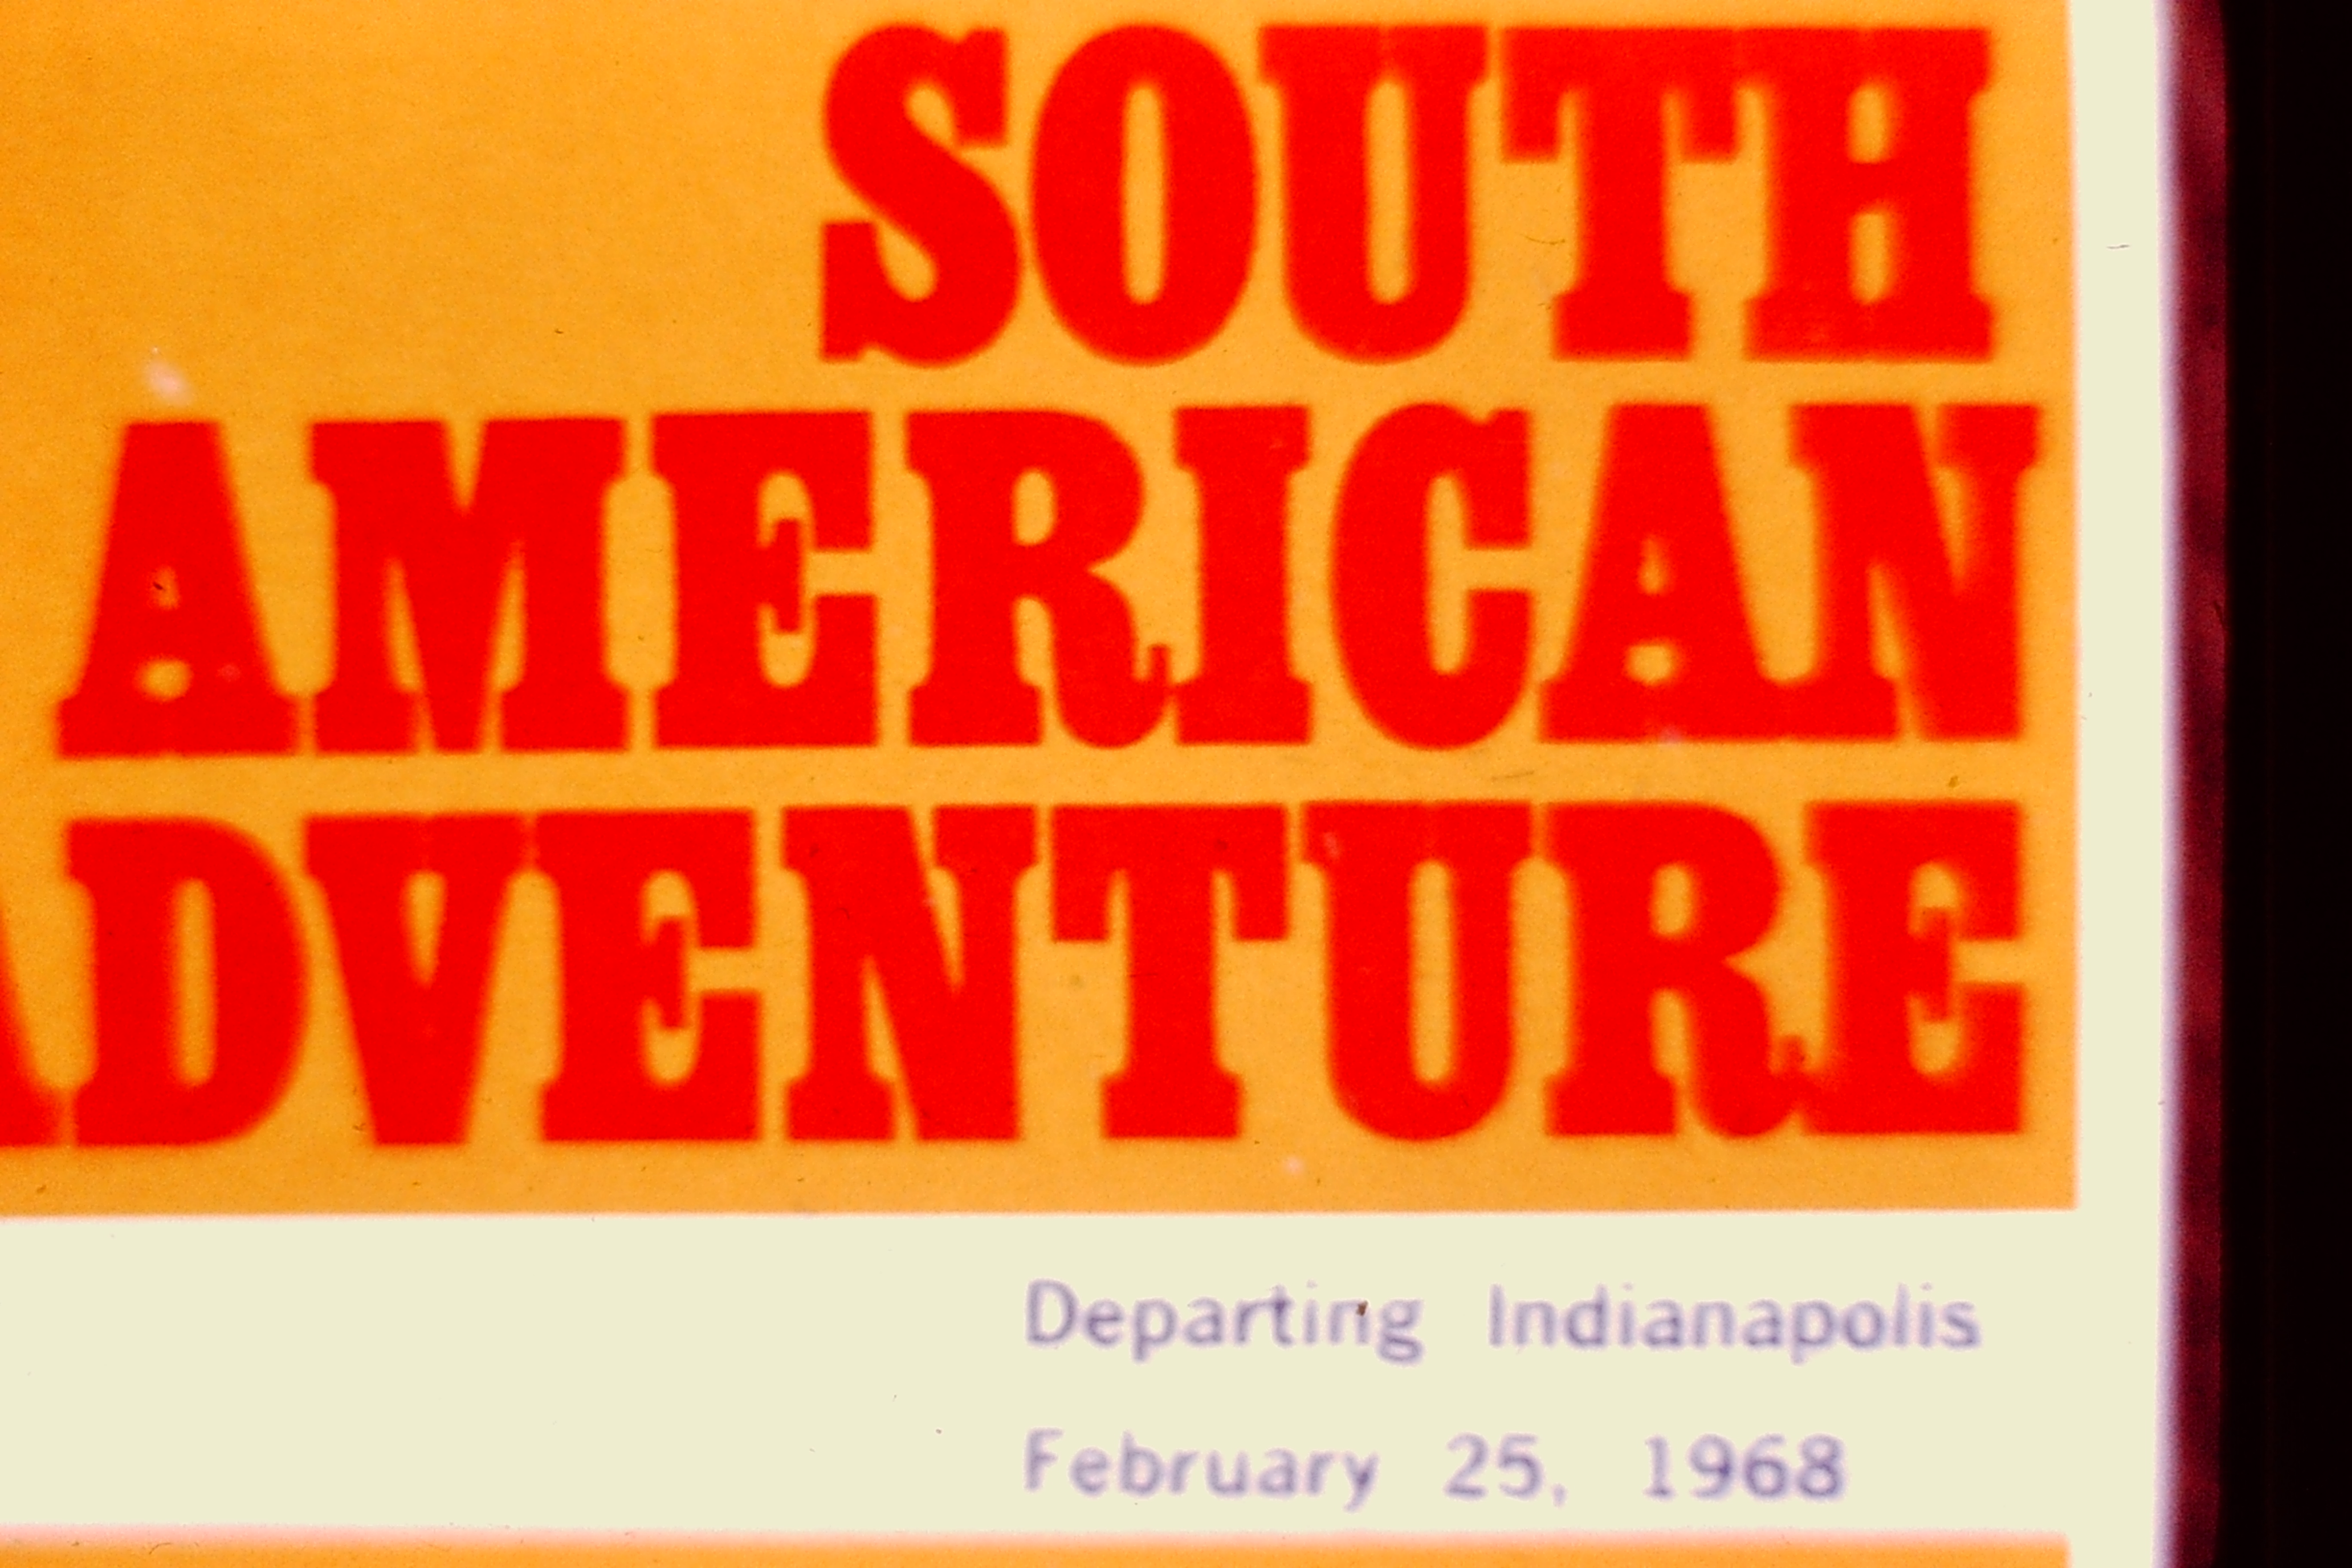 SOUTH
AMERICAN
ADVENTURE
Departing Indianapolis
February 25, 1968